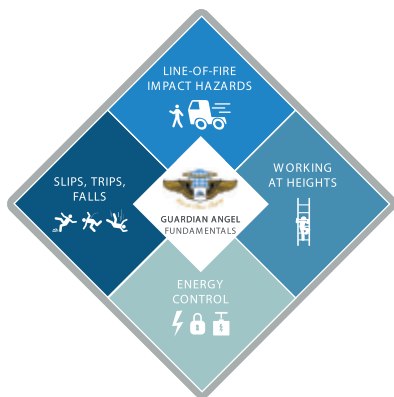 LINE-OF-FIRE
IMPACT HAZARDS
SLIPS, TRIPS,
FALLS
WORKING
AT HEIGHTS
GUARDIAN ANGEL
FUNDAMENTALS
ENERGY
CONTROL